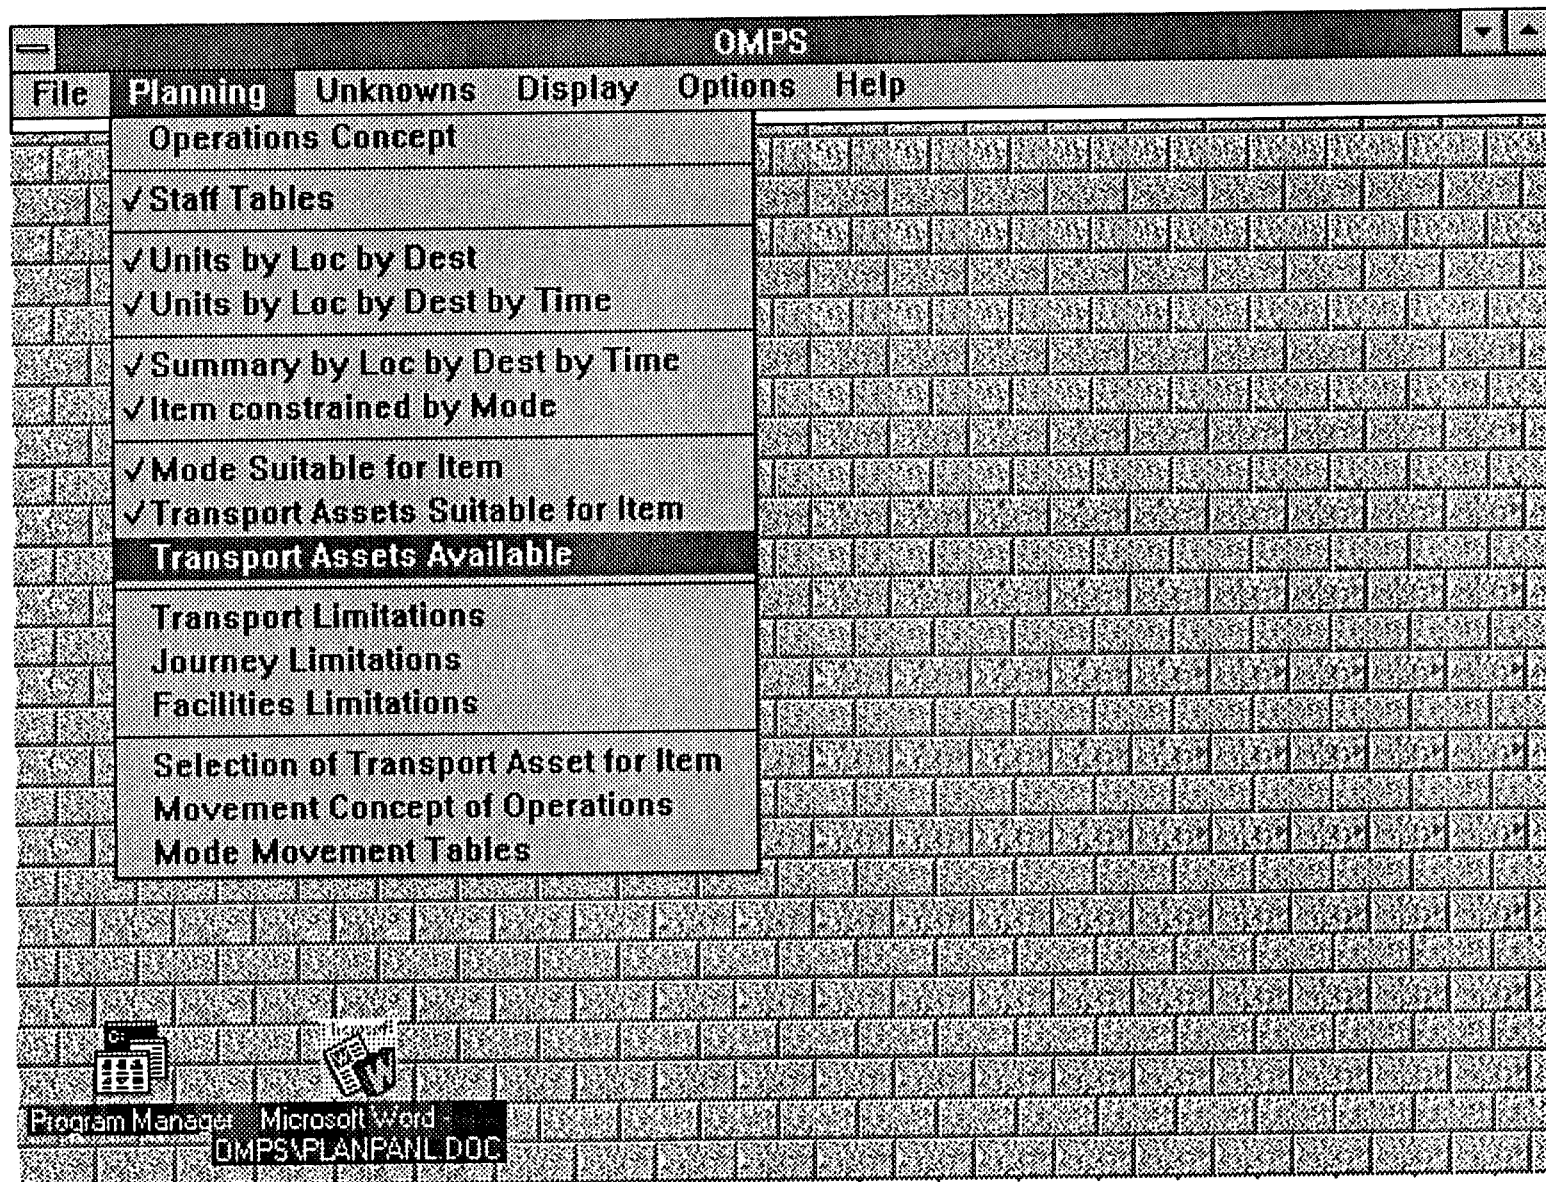 OMPS
File Planning Unknowns Display Options Help
Operations Concept
✓Staff Tables
✓Units by Loc by Dest
✓Units by Loc by Dest by Time
✓Summary by Loc by Dest by Time
✓Item constrained by Mode
✓Mode Suitable for Item
✓Transport Assets Suitable for Item
Transport Assets Available
Transport Limitations
Journey Limitations
Facilities Limitations
Selection of Transport Asset for Item
Movement Concept of Operations
Mode Movement Tables
C:
Microsoft
Program Manager
Microsoft Word -
OMPS\PLANPANL.DOC